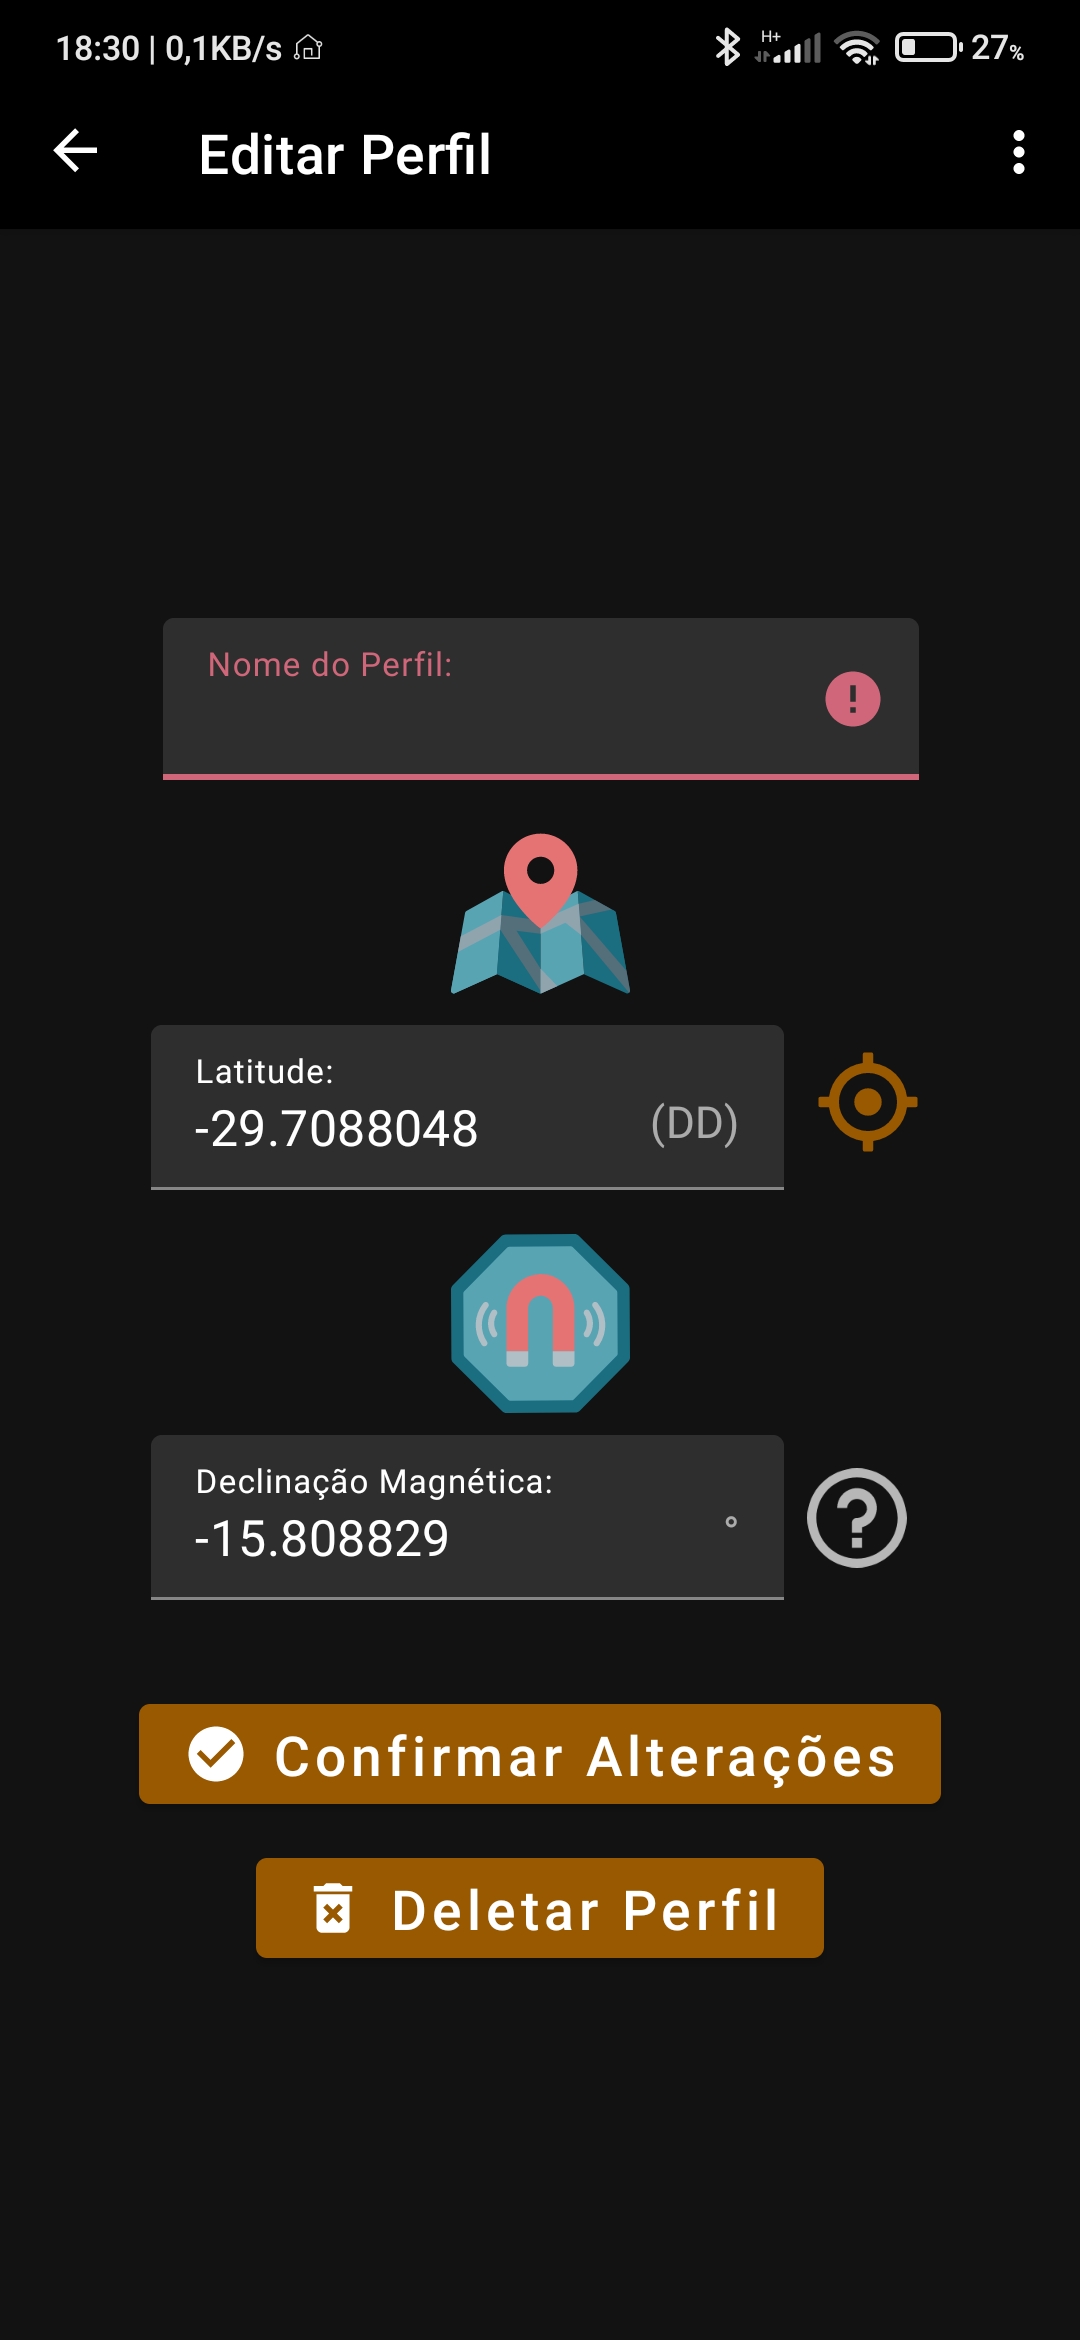 18:30 | 0,1KB/s
H+
27%
Editar Perfil
Nome do Perfil:
Latitude:
-29.7088048 (DD)
Declinação Magnética:
-15.808829 °
Confirmar Alterações
Deletar Perfil